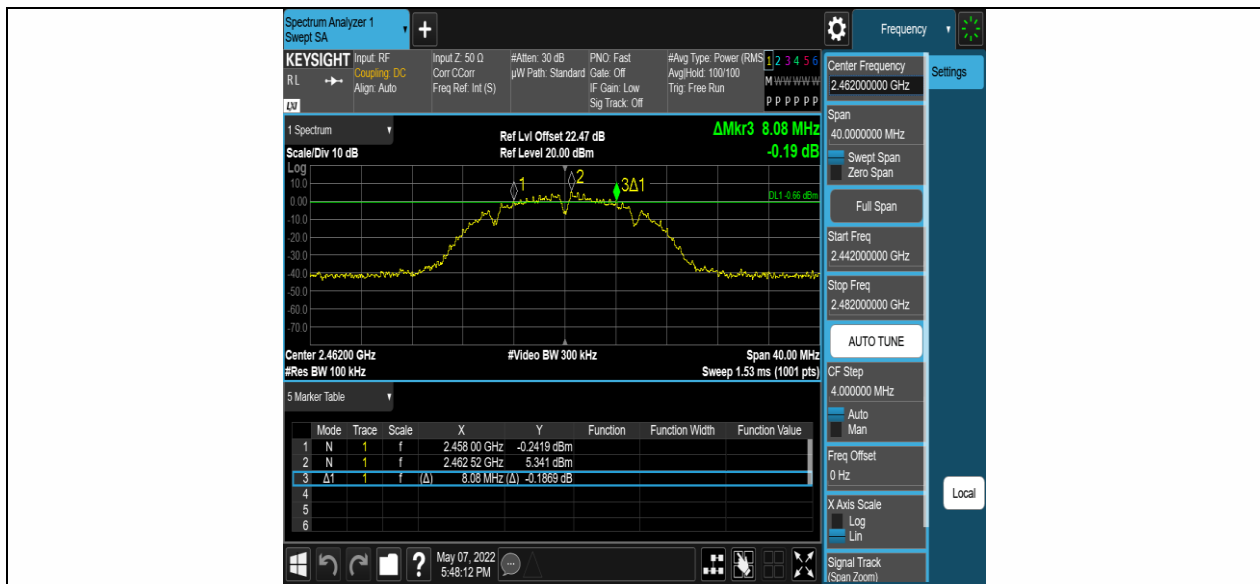 Spectrum Analyzer 1
Swept SA
+
Frequency
KEYSIGHT
RL
LXI
Input: RF
Coupling: DC
Align: Auto
Input Z: 50 Ω
Corr CCorr
Freq Ref: Int (S)
#Atten: 30 dB
µW Path: Standard
PNO: Fast
Gate: Off
IF Gain: Low
Sig Track: Off
#Avg Type: Power (RMS
Avg|Hold: 100/100
Trig: Free Run
1 2 3 4 5 6
M W W W W W
P P P P P P
1 Spectrum
Scale/Div 10 dB
Ref Lvl Offset 22.47 dB
Ref Level 20.00 dBm
ΔMkr3 8.08 MHz
-0.19 dB
Log
10.0
0.00
-10.0
-20.0
-30.0
-40.0
-50.0
-60.0
-70.0
1
2
3Δ1
DL1 -0.66 dBm
Center 2.46200 GHz
#Video BW 300 kHz
Span 40.00 MHz
#Res BW 100 kHz
Sweep 1.53 ms (1001 pts)
5 Marker Table
Mode Trace Scale X Y Function Function Width Function Value
1 N 1 f 2.458 00 GHz -0.2419 dBm
2 N 1 f 2.462 52 GHz 5.341 dBm
3 Δ1 1 f (Δ) 8.08 MHz (Δ) -0.1869 dB
4
5
6
Center Frequency
2.462000000 GHz
Settings
Span
40.0000000 MHz
Swept Span
Zero Span
Full Span
Start Freq
2.442000000 GHz
Stop Freq
2.482000000 GHz
AUTO TUNE
CF Step
4.000000 MHz
Auto
Man
Freq Offset
0 Hz
Local
X Axis Scale
Log
Lin
Signal Track
(Span Zoom)
?
May 07, 2022
5:48:12 PM